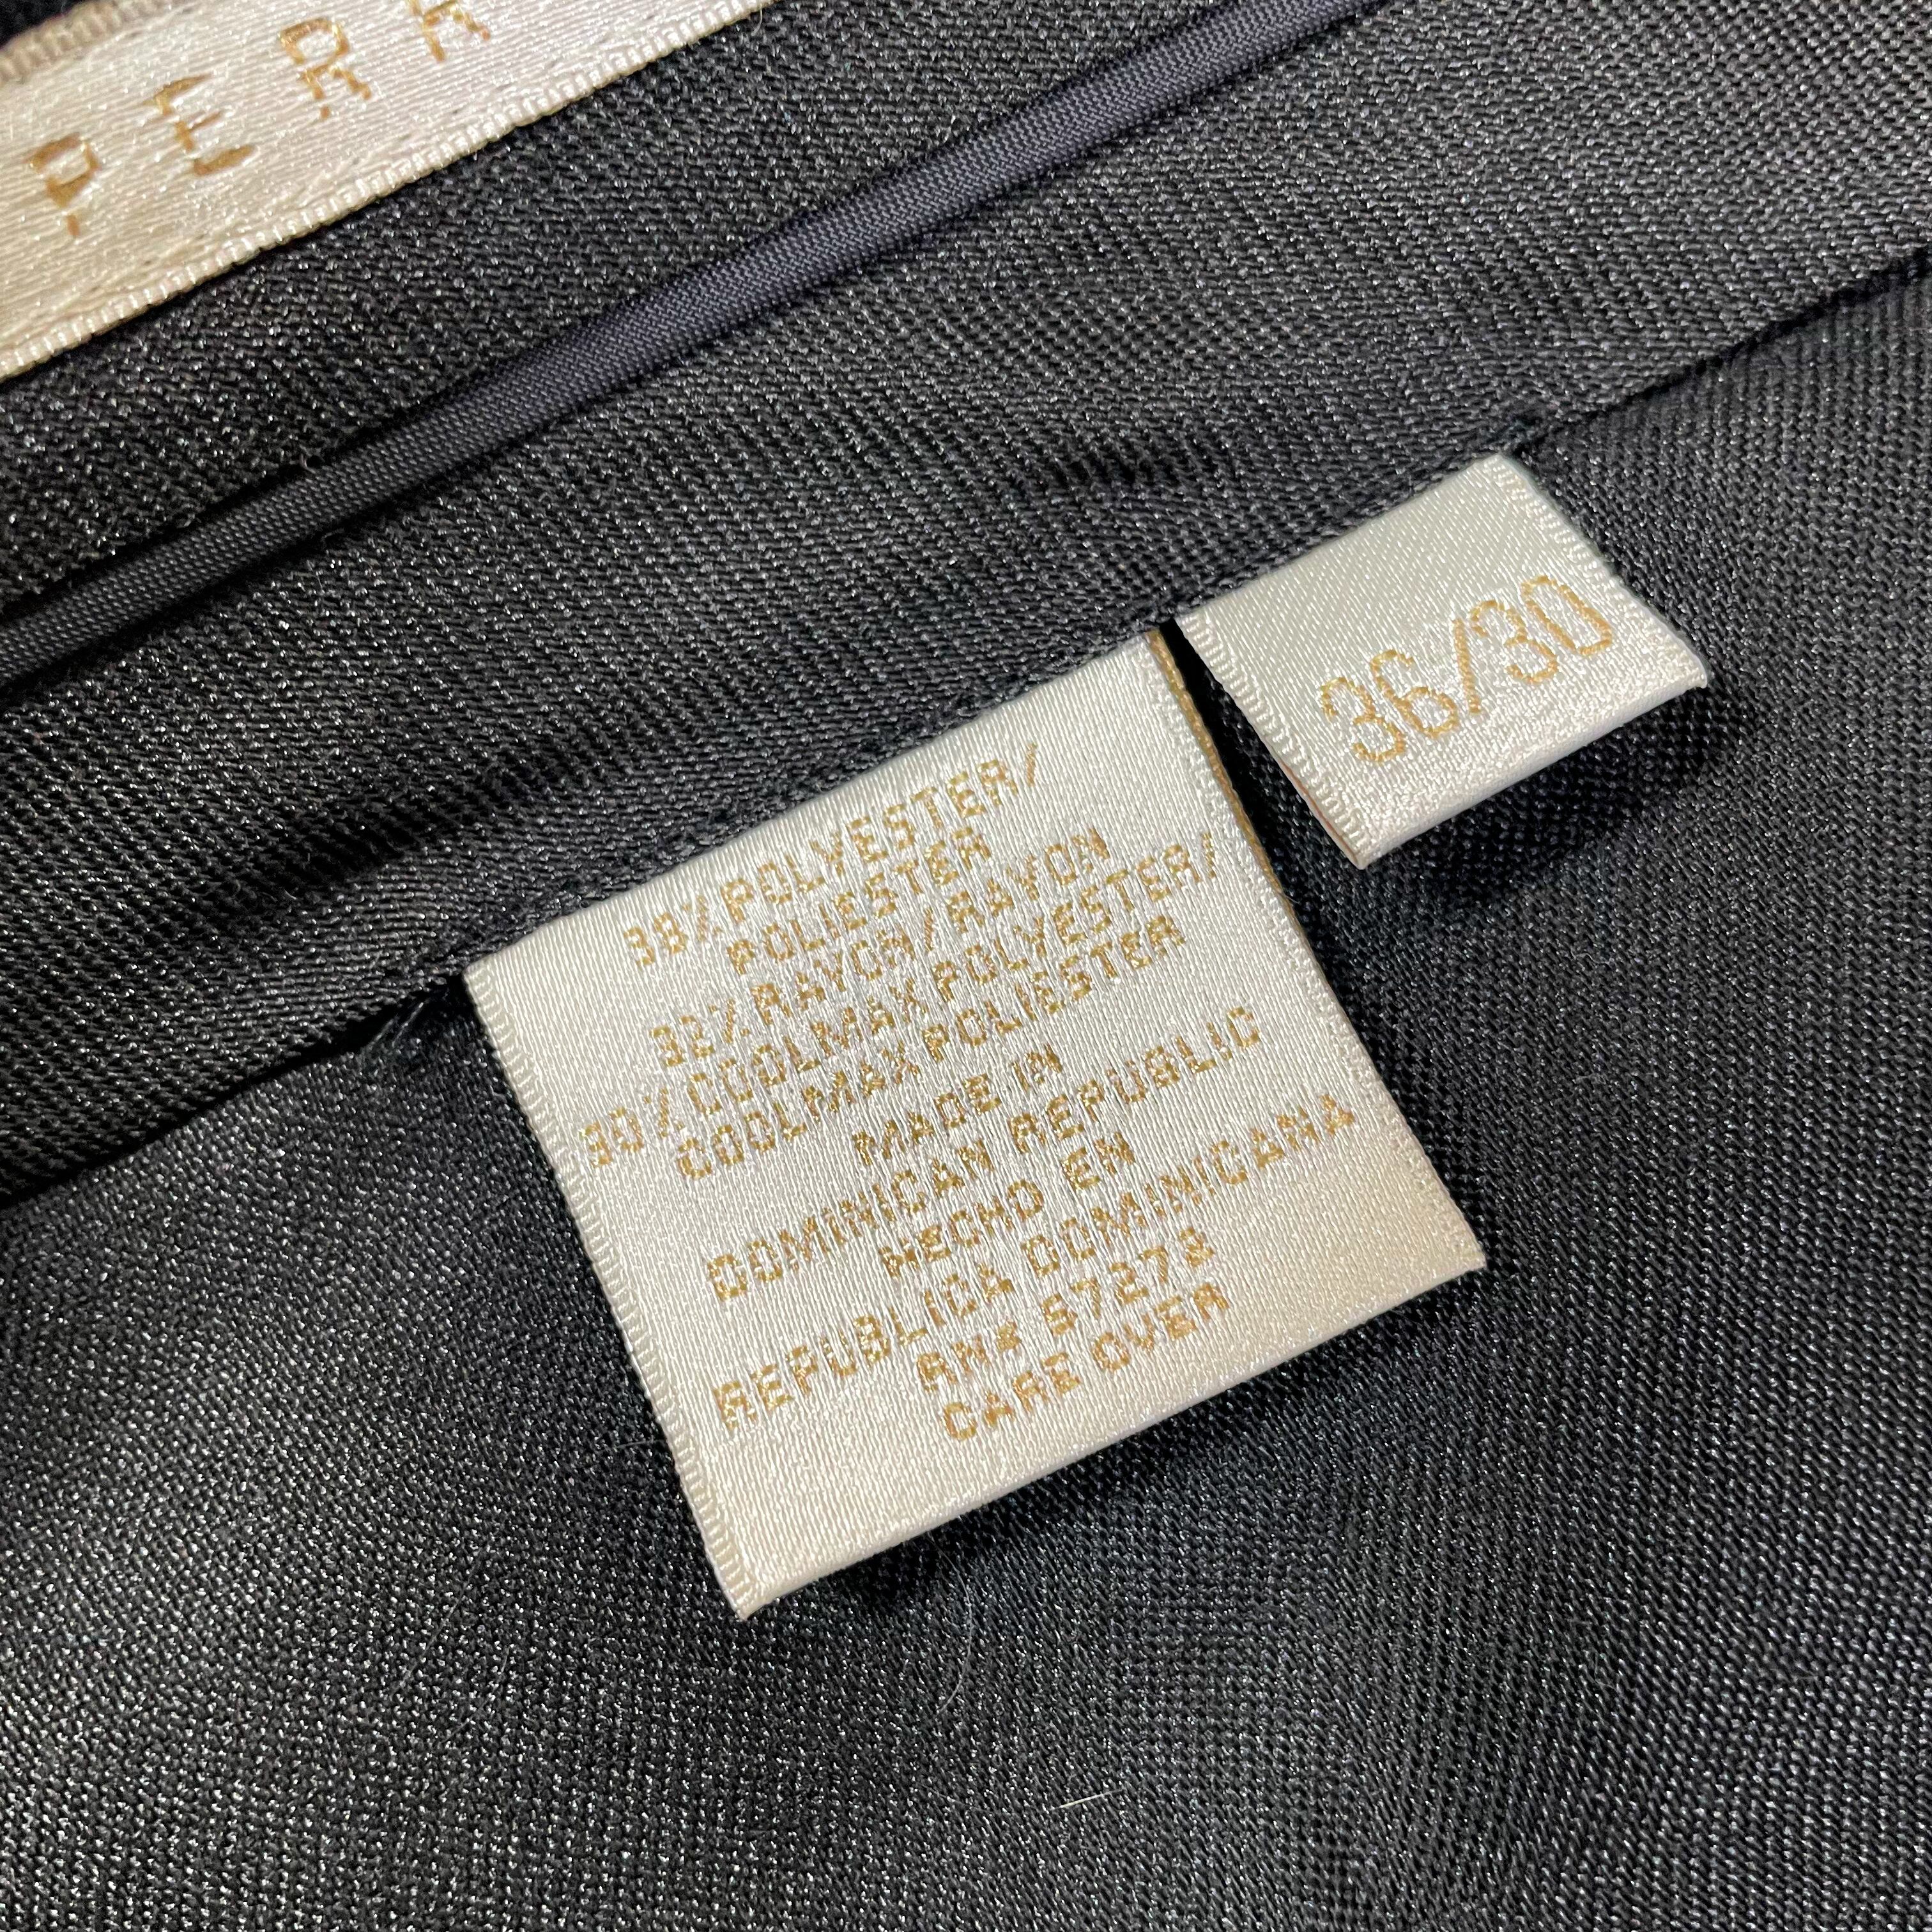 PERR
36/30
38% POLYESTER/
POLIESTER
32% RAYON/RAYON
30% COOLMAX POLYESTER/
COOLMAX POLIESTER
MADE IN
DOMINICAN REPUBLIC
HECHO EN
REPUBLICA DOMINICANA
RN# 57272
CARE OVER